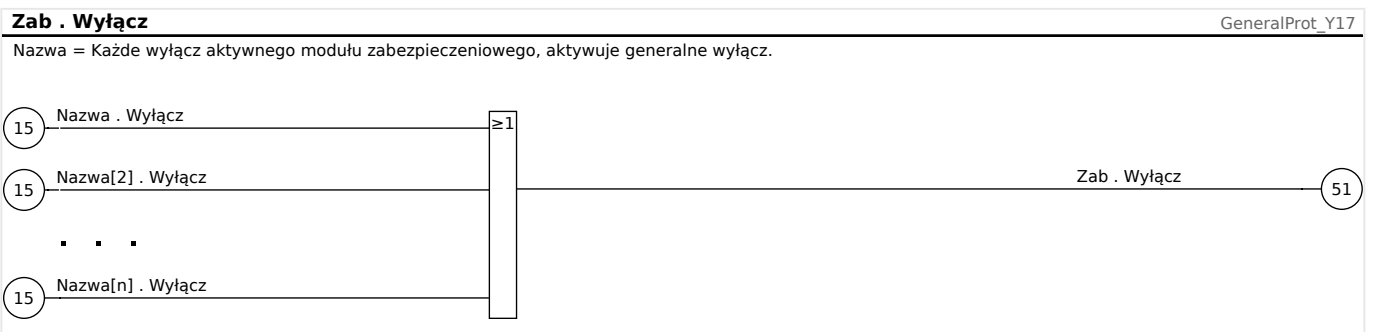 Zab . Wyłącz
GeneralProt_Y17
Nazwa = Każde wyłącz aktywnego modułu zabezpieczeniowego, aktywuje generalne wyłącz.
15
Nazwa . Wyłącz
≥1
15
Nazwa[2] . Wyłącz
Zab . Wyłącz
51
. . .
15
Nazwa[n] . Wyłącz